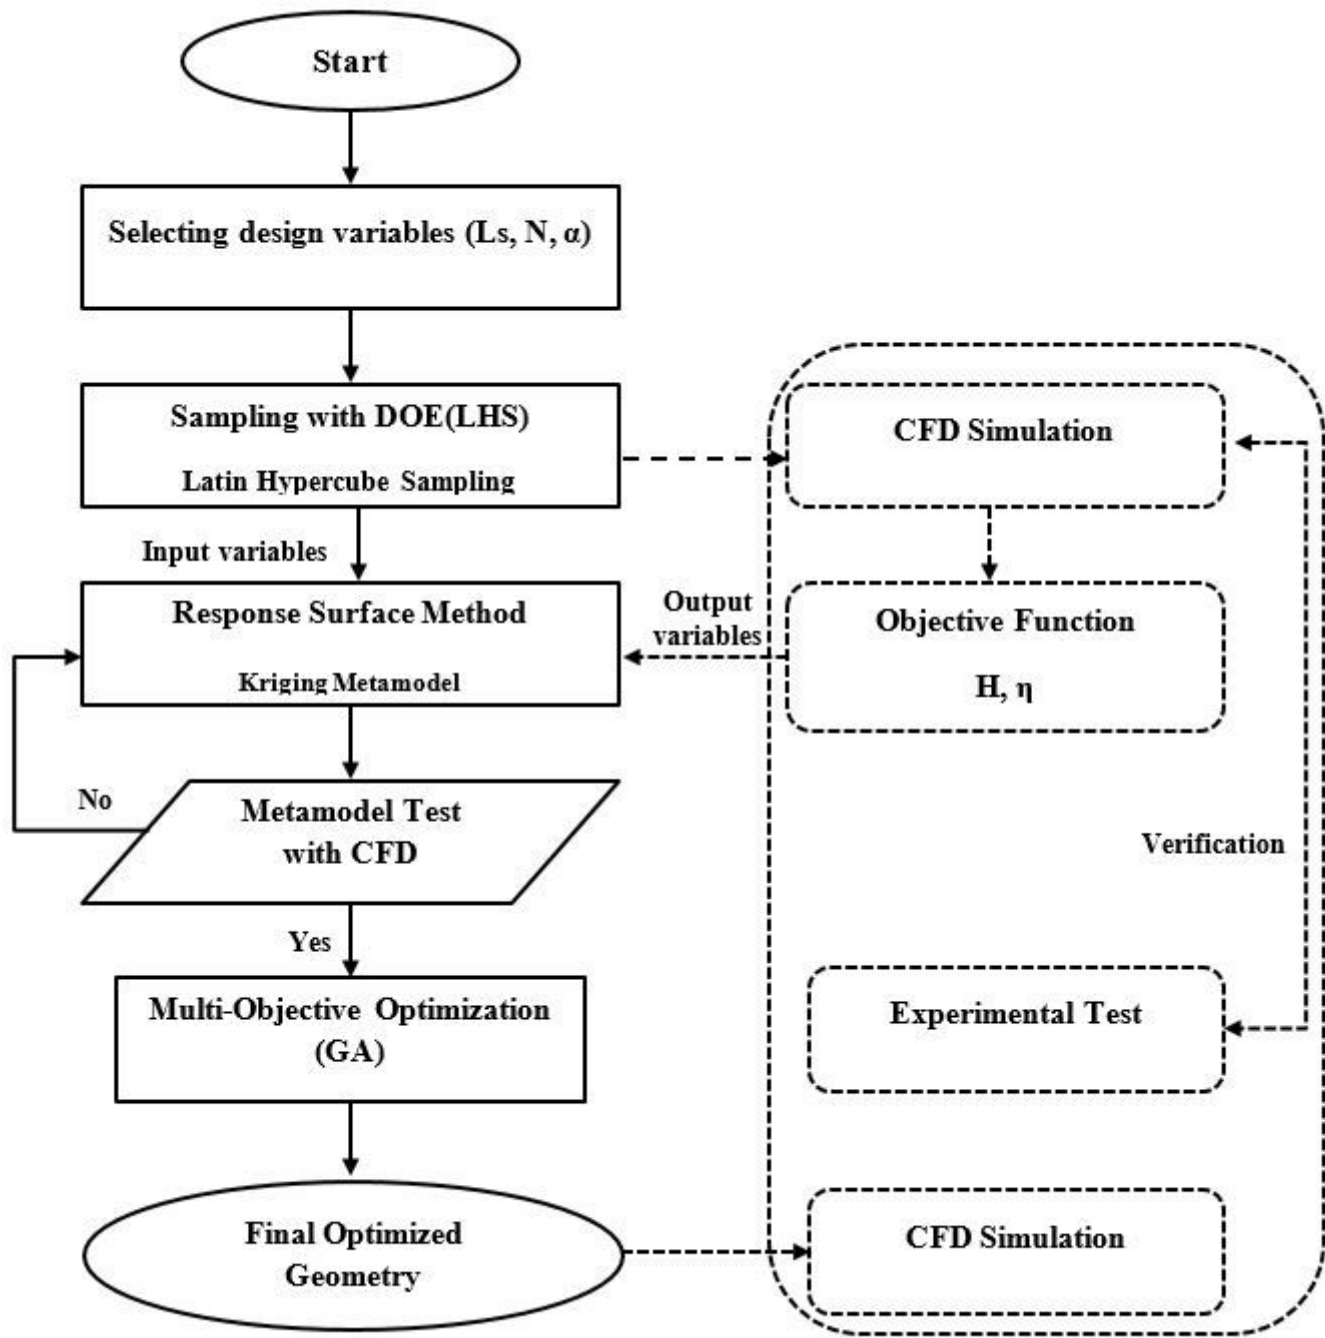 Start
Selecting design variables (Ls, N, α)
Sampling with DOE(LHS)
Latin Hypercube Sampling
CFD Simulation
Input variables
Response Surface Method
Kriging Metamodel
Output
variables
Objective Function
H, η
No
Metamodel Test
with CFD
Verification
Yes
Multi-Objective Optimization
(GA)
Experimental Test
Final Optimized
Geometry
CFD Simulation